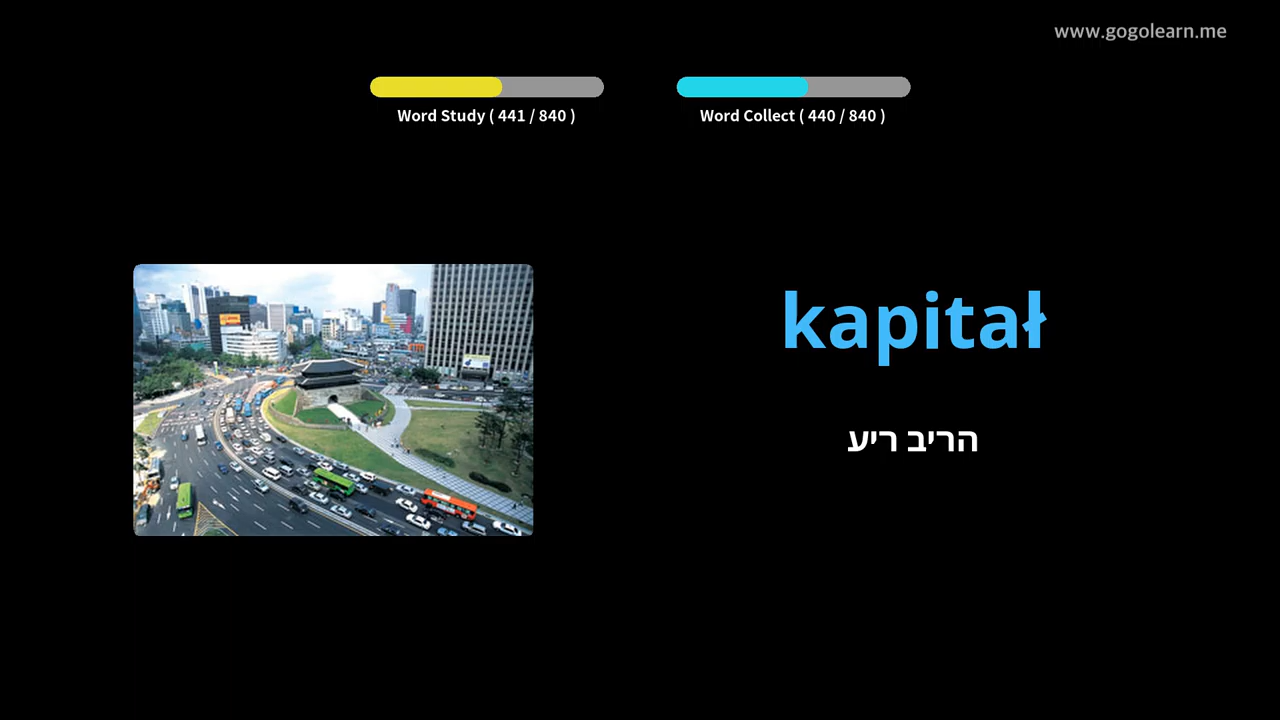 www.gogolearn.me
Word Study ( 441 / 840 )
Word Collect ( 440 / 840 )
kapitał
הריב ריע